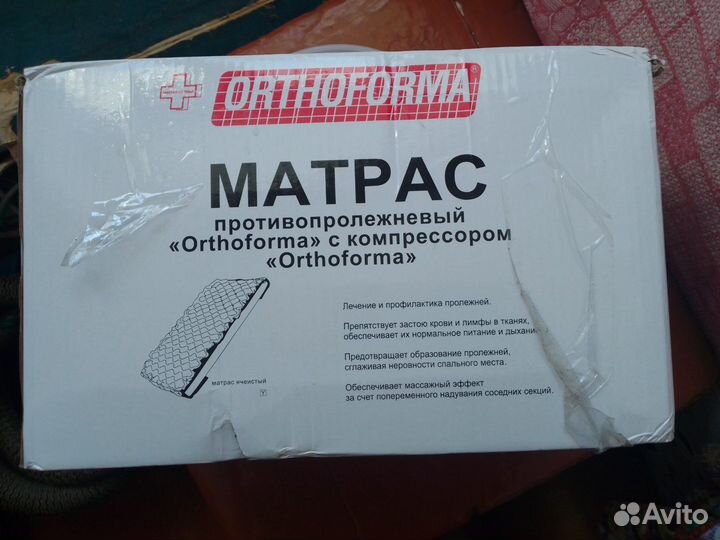 ORTHOFORMA®
МАТРАС
противопролежневый
«Orthoforma» с компрессором
«Orthoforma»
Лечение и профилактика пролежней.
Препятствует застою крови и лимфы в тканях,
обеспечивает их нормальное питание и дыхание
Предотвращает образование пролежней,
сглаживая неровности спального места.
Обеспечивает массажный эффект
за счет попеременного надувания соседних секций.
матрас ячеистый
Avito